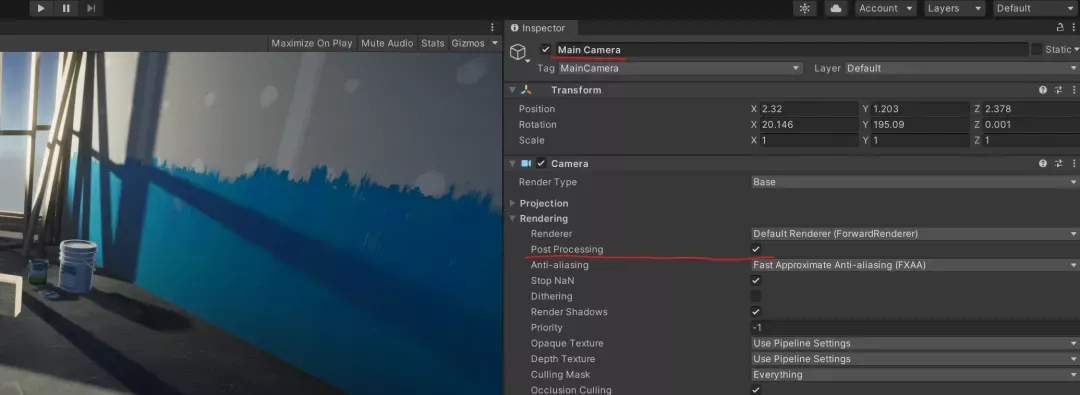 Account Layers Default
Inspector
Maximize On Play Mute Audio Stats Gizmos
Main Camera Static
Tag MainCamera Layer Default
Transform
Position X 2.32 Y 1.203 Z 2.378
Rotation X 20.146 Y 195.09 Z 0.001
Scale X 1 Y 1 Z 1
Camera
Render Type Base
Projection
Rendering
Renderer Default Renderer (ForwardRenderer)
Post Processing
Anti-aliasing Fast Approximate Anti-aliasing (FXAA)
Stop NaN
Dithering
Render Shadows
Priority -1
Opaque Texture Use Pipeline Settings
Depth Texture Use Pipeline Settings
Culling Mask Everything
Occlusion Culling